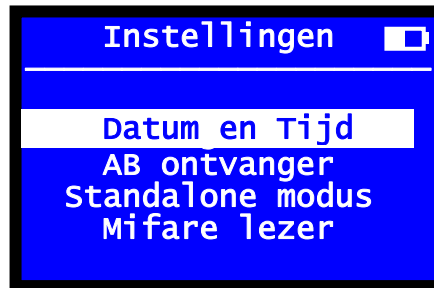 Instellingen
Datum en Tijd
AB ontvanger
Standalone modus
Mifare lezer